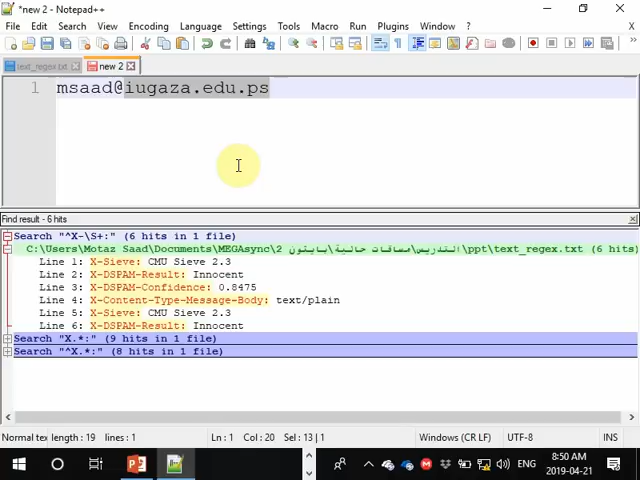 *new 2 - Notepad++
File Edit Search View Encoding Language Settings Tools Macro Run Plugins Window ?
text_regex.txt new 2
1 msaad@iugaza.edu.ps
Find result - 6 hits
Search "^X-\S+:" (6 hits in 1 file)
C:\Users\Motaz Saad\Documents\MEGAsync\2 التدريس\مساقات حالية\بايثون\ppt\text_regex.txt (6 hits)
Line 1: X-Sieve: CMU Sieve 2.3
Line 2: X-DSPAM-Result: Innocent
Line 3: X-DSPAM-Confidence: 0.8475
Line 4: X-Content-Type-Message-Body: text/plain
Line 5: X-Sieve: CMU Sieve 2.3
Line 6: X-DSPAM-Result: Innocent
Search "X.*:" (9 hits in 1 file)
Search "^X.*:" (8 hits in 1 file)
Normal tex length : 19 lines : 1 Ln : 1 Col : 20 Sel : 13 | 1 Windows (CR LF) UTF-8 INS
ENG 8:50 AM
2019-04-21